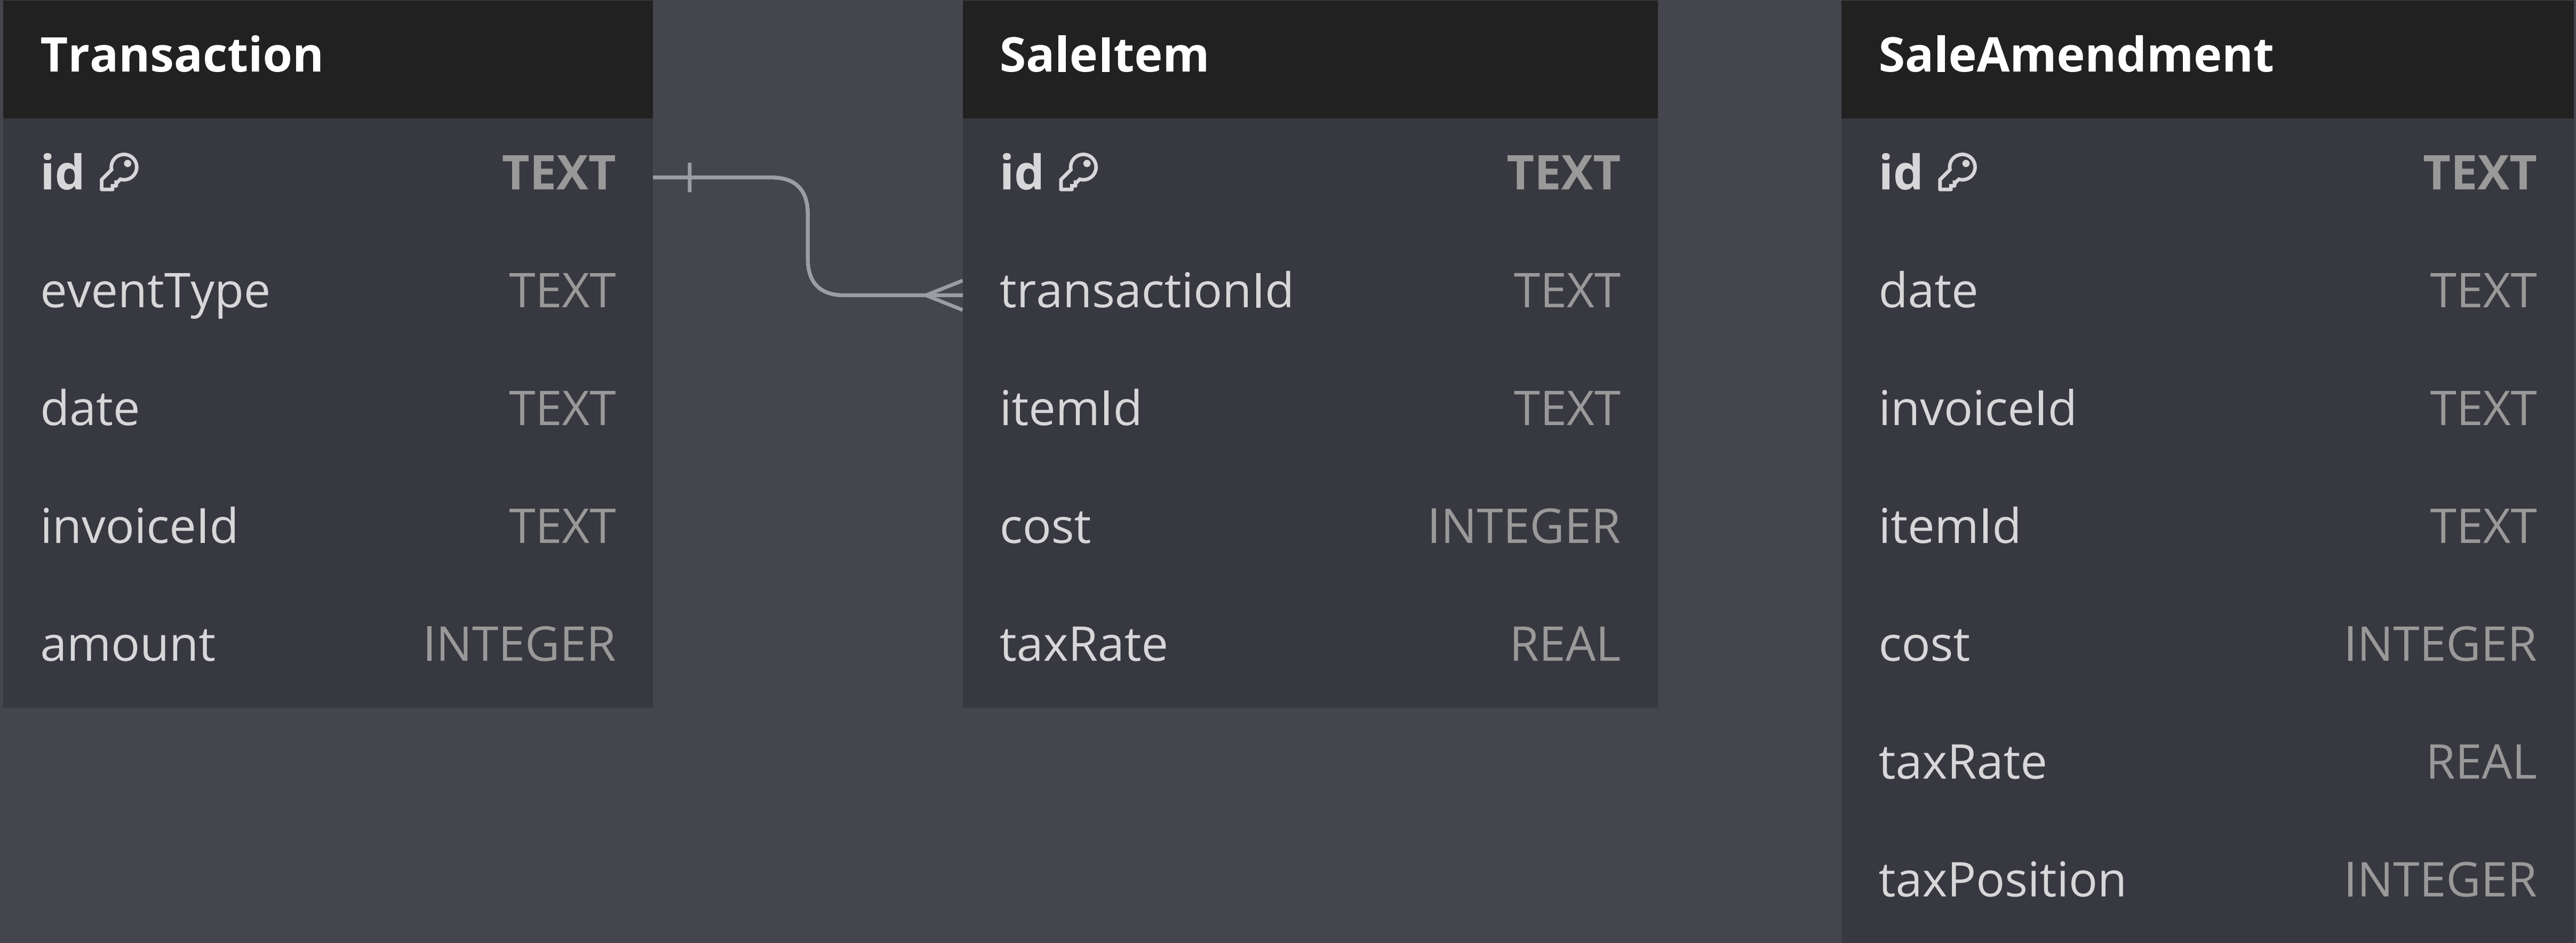 Transaction
id TEXT
eventType TEXT
date TEXT
invoiceId TEXT
amount INTEGER
SaleItem
id TEXT
transactionId TEXT
itemId TEXT
cost INTEGER
taxRate REAL
SaleAmendment
id TEXT
date TEXT
invoiceId TEXT
itemId TEXT
cost INTEGER
taxRate REAL
taxPosition INTEGER